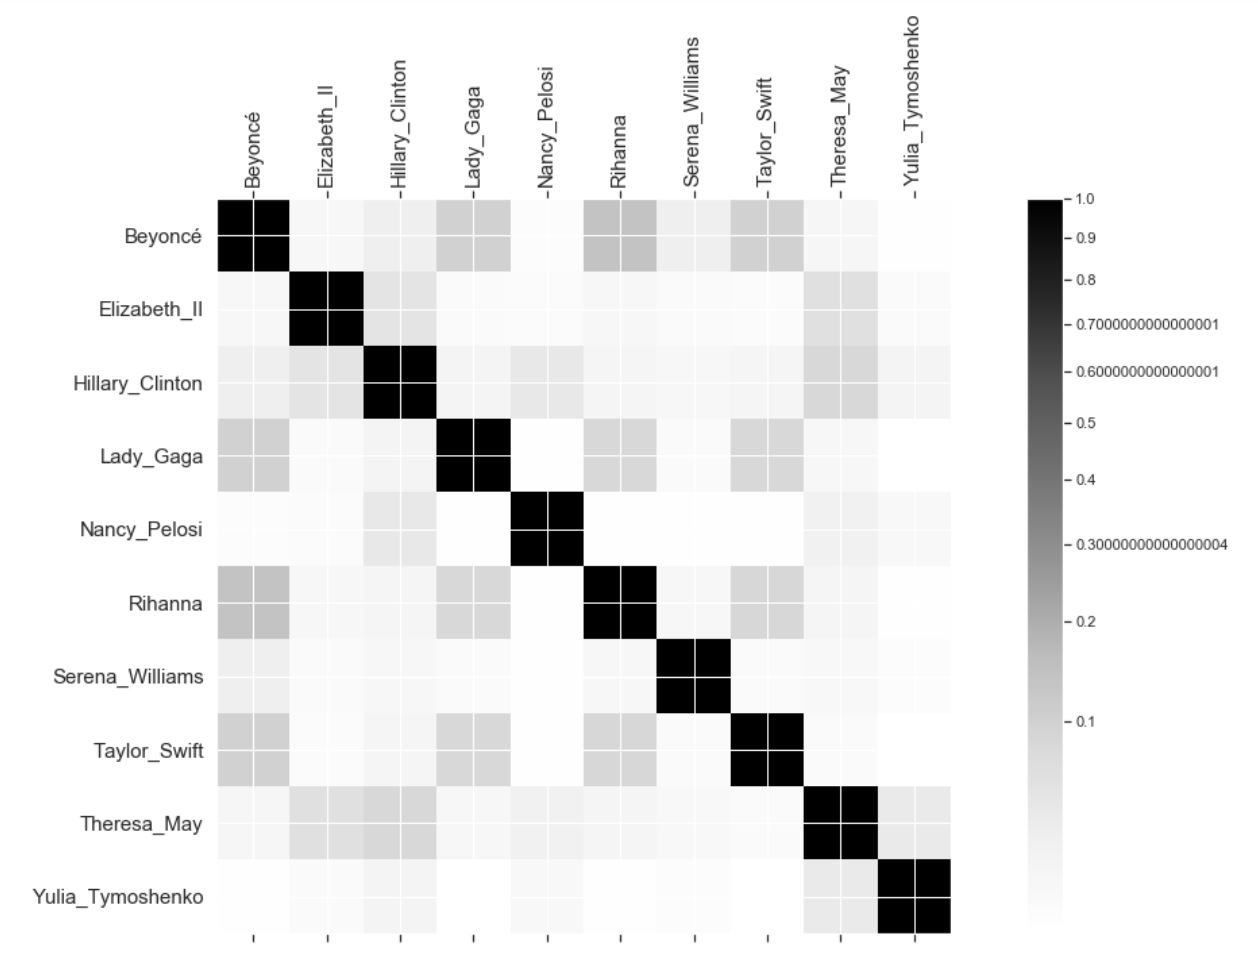 Beyoncé
Elizabeth_II
Hillary_Clinton
Lady_Gaga
Nancy_Pelosi
Rihanna
Serena_Williams
Taylor_Swift
Theresa_May
Yulia_Tymoshenko
Beyoncé
Elizabeth_II
Hillary_Clinton
Lady_Gaga
Nancy_Pelosi
Rihanna
Serena_Williams
Taylor_Swift
Theresa_May
Yulia_Tymoshenko
1.0
0.9
0.8
0.7000000000000001
0.6000000000000001
0.5
0.4
0.30000000000000004
0.2
0.1